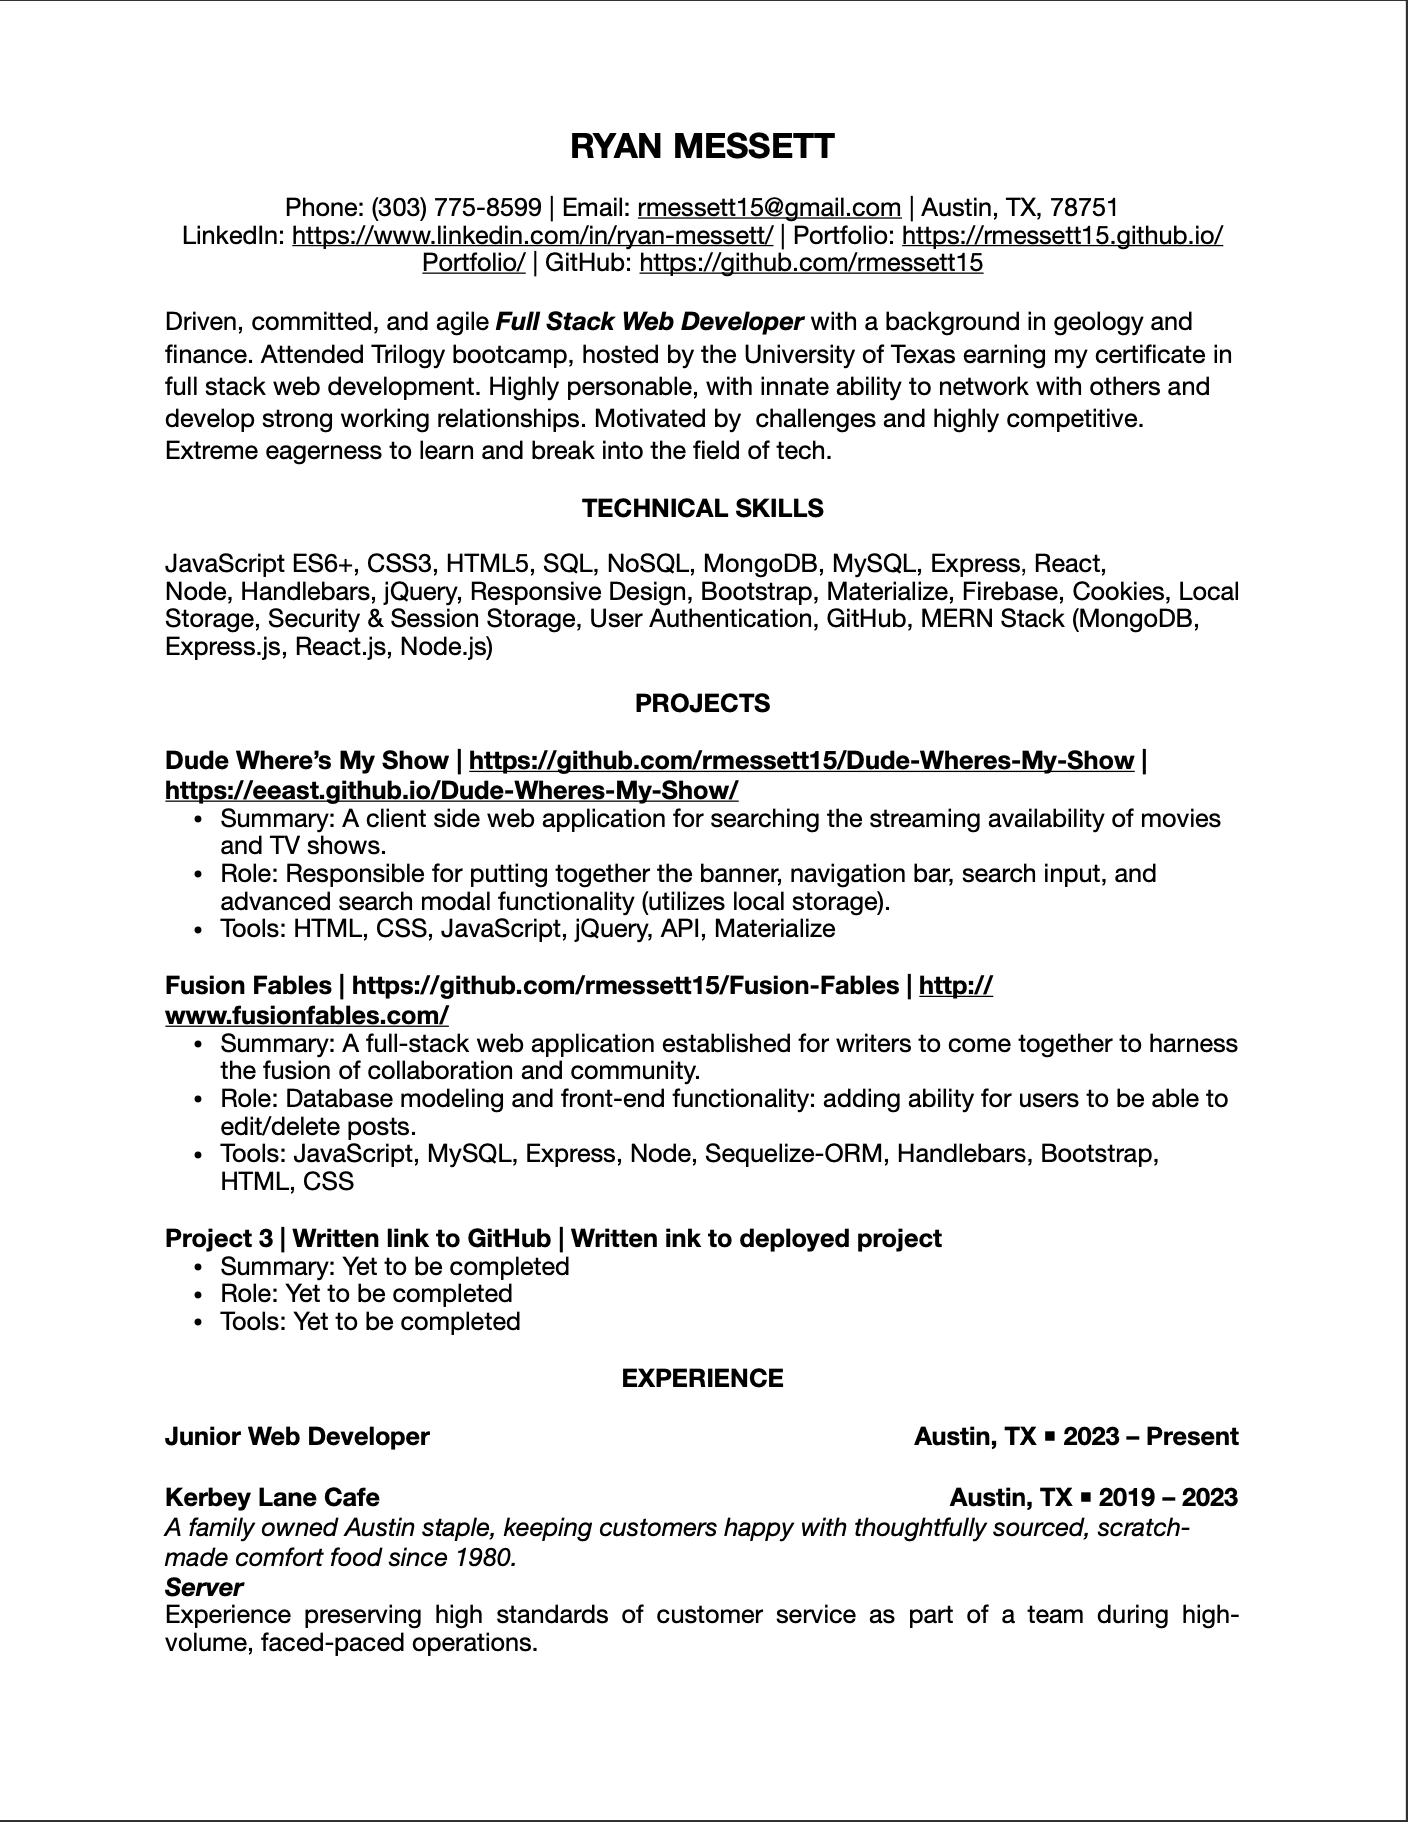 RYAN MESSETT
Phone: (303) 775-8599 | Email: rmessett15@gmail.com | Austin, TX, 78751
LinkedIn: https://www.linkedin.com/in/ryan-messett/ | Portfolio: https://rmessett15.github.io/
Portfolio/ | GitHub: https://github.com/rmessett15
Driven, committed, and agile Full Stack Web Developer with a background in geology and
finance. Attended Trilogy bootcamp, hosted by the University of Texas earning my certificate in
full stack web development. Highly personable, with innate ability to network with others and
develop strong working relationships. Motivated by  challenges and highly competitive.
Extreme eagerness to learn and break into the field of tech.
TECHNICAL SKILLS
JavaScript ES6+, CSS3, HTML5, SQL, NoSQL, MongoDB, MySQL, Express, React,
Node, Handlebars, jQuery, Responsive Design, Bootstrap, Materialize, Firebase, Cookies, Local
Storage, Security & Session Storage, User Authentication, GitHub, MERN Stack (MongoDB,
Express.js, React.js, Node.js)
PROJECTS
Dude Where’s My Show | https://github.com/rmessett15/Dude-Wheres-My-Show |
https://eeast.github.io/Dude-Wheres-My-Show/
• Summary: A client side web application for searching the streaming availability of movies
and TV shows.
• Role: Responsible for putting together the banner, navigation bar, search input, and
advanced search modal functionality (utilizes local storage).
• Tools: HTML, CSS, JavaScript, jQuery, API, Materialize
Fusion Fables | https://github.com/rmessett15/Fusion-Fables | http://
www.fusionfables.com/
• Summary: A full-stack web application established for writers to come together to harness
the fusion of collaboration and community.
• Role: Database modeling and front-end functionality: adding ability for users to be able to
edit/delete posts.
• Tools: JavaScript, MySQL, Express, Node, Sequelize-ORM, Handlebars, Bootstrap,
HTML, CSS
Project 3 | Written link to GitHub | Written ink to deployed project
• Summary: Yet to be completed
• Role: Yet to be completed
• Tools: Yet to be completed
EXPERIENCE
Junior Web Developer Austin, TX ▪ 2023 – Present
Kerbey Lane Cafe Austin, TX ▪ 2019 – 2023
A family owned Austin staple, keeping customers happy with thoughtfully sourced, scratch-
made comfort food since 1980.
Server
Experience preserving high standards of customer service as part of a team during high-
volume, faced-paced operations.